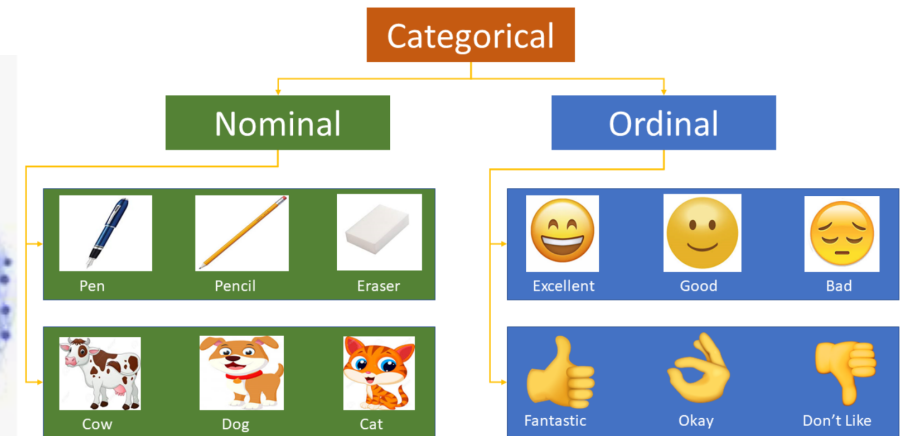 Categorical
Nominal
Ordinal
Pen Pencil Eraser
Excellent Good Bad
Cow Dog Cat
Fantastic Okay Don’t Like